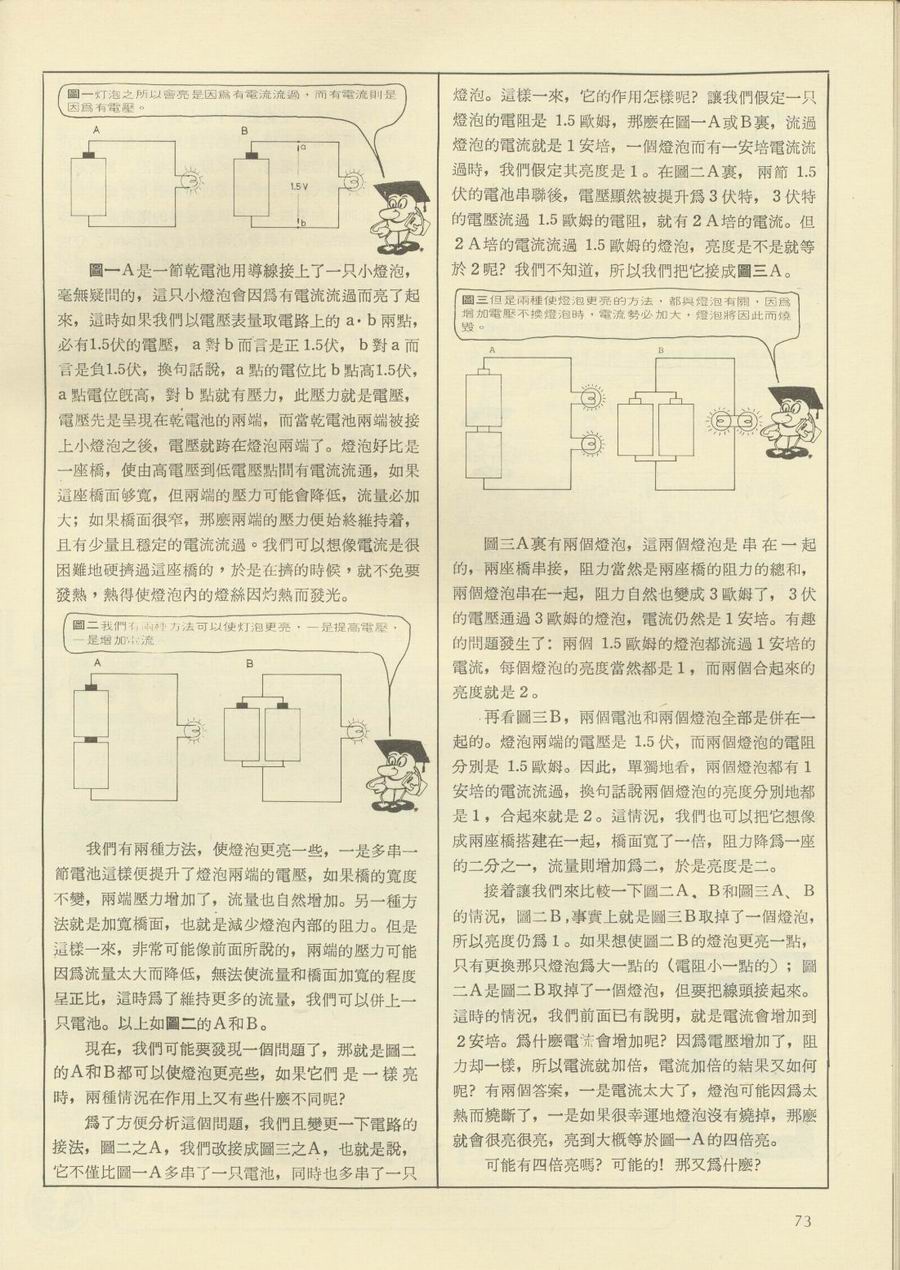 圖一灯泡之所以會亮是因爲有電流流過，而有電流則是
因爲有電壓。
A
B
a
1.5 V
b
圖一A是一節乾電池用導線接上了一只小燈泡，
毫無疑問的，這只小燈泡會因爲有電流流過而亮了起
來，這時如果我們以電壓表量取電路上的 a·b 兩點，
必有1.5伏的電壓，a 對 b 而言是正 1.5伏，b 對 a 而
言是負1.5伏，換句話說，a 點的電位比 b 點高1.5伏，
a 點電位旣高，對 b 點就有壓力，此壓力就是電壓，
電壓先是呈現在乾電池的兩端，而當乾電池兩端被接
上小燈泡之後，電壓就跨在燈泡兩端了。燈泡好比是
一座橋，使由高電壓到低電壓點間有電流流通，如果
這座橋面够寬，但兩端的壓力可能會降低，流量必加
大；如果橋面很窄，那麽兩端的壓力便始終維持着，
且有少量且穩定的電流流過。我們可以想像電流是很
困難地硬擠過這座橋的，於是在擠的時候，就不免要
發熱，熱得使燈泡內的燈絲因灼熱而發光。
圖二我們有兩種方法可以使灯泡更亮，一是提高電壓，
一是增加電流
A
B
我們有兩種方法，使燈泡更亮一些，一是多串一
節電池這樣便提升了燈泡兩端的電壓，如果橋的寬度
不變，兩端壓力增加了，流量也自然增加。另一種方
法就是加寬橋面，也就是減少燈泡內部的阻力。但是
這樣一來，非常可能像前面所說的，兩端的壓力可能
因爲流量太大而降低，無法使流量和橋面加寬的程度
呈正比，這時爲了維持更多的流量，我們可以併上一
只電池。以上如圖二的A和B。
現在，我們可能要發現一個問題了，那就是圖二
的A和B都可以使燈泡更亮些，如果它們是一樣亮
時，兩種情況在作用上又有些什麽不同呢？
爲了方便分析這個問題，我們且變更一下電路的
接法，圖二之A，我們改接成圖三之A，也就是說，
它不僅比圖一A多串了一只電池，同時也多串了一只
燈泡。這樣一來，它的作用怎樣呢？讓我們假定一只
燈泡的電阻是 1.5 歐姆，那麽在圖一A或B裏，流過
燈泡的電流就是 1 安培，一個燈泡而有一安培電流流
過時，我們假定其亮度是 1 。在圖二A裏，兩節 1.5
伏的電池串聯後，電壓顯然被提升爲 3 伏特，3 伏特
的電壓流過 1.5 歐姆的電阻，就有 2 A培的電流。但
2 A培的電流流過 1.5 歐姆的燈泡，亮度是不是就等
於 2 呢？我們不知道，所以我們把它接成圖三A。
圖三但是兩種使燈泡更亮的方法，都與燈泡有關，因爲
增加電壓不換燈泡時，電流勢必加大，燈泡將因此而燒
毀。
A
B
圖三A裏有兩個燈泡，這兩個燈泡是串在一起
的，兩座橋串接，阻力當然是兩座橋的阻力的總和，
兩個燈泡串在一起，阻力自然也變成 3 歐姆了，3 伏
的電壓通過 3 歐姆的燈泡，電流仍然是 1 安培。有趣
的問題發生了：兩個 1.5 歐姆的燈泡都流過 1 安培的
電流，每個燈泡的亮度當然都是 1 ，而兩個合起來的
亮度就是 2 。
再看圖三B，兩個電池和兩個燈泡全部是併在一
起的。燈泡兩端的電壓是 1.5 伏，而兩個燈泡的電阻
分別是 1.5 歐姆。因此，單獨地看，兩個燈泡都有 1
安培的電流流過，換句話說兩個燈泡的亮度分別地都
是 1 ，合起來就是 2 。這情況，我們也可以把它想像
成兩座橋搭建在一起，橋面寬了一倍，阻力降爲一座
的二分之一，流量則增加爲二，於是亮度是二。
接着讓我們來比較一下圖二A、B和圖三A、B
的情況，圖二B，事實上就是圖三B取掉了一個燈泡，
所以亮度仍爲 1 。如果想使圖二B的燈泡更亮一點，
只有更換那只燈泡爲大一點的（電阻小一點的）；圖
二A是圖二B取掉了一個燈泡，但要把線頭接起來。
這時的情況，我們前面已有說明，就是電流會增加到
2 安培。爲什麽電流會增加呢？因爲電壓增加了，阻
力却一樣，所以電流就加倍，電流加倍的結果又如何
呢？有兩個答案，一是電流太大了，燈泡可能因爲太
熱而燒斷了，一是如果很幸運地燈泡沒有燒掉，那麽
就會很亮很亮，亮到大概等於圖一A的四倍亮。
可能有四倍亮嗎？可能的！那又爲什麽？
73